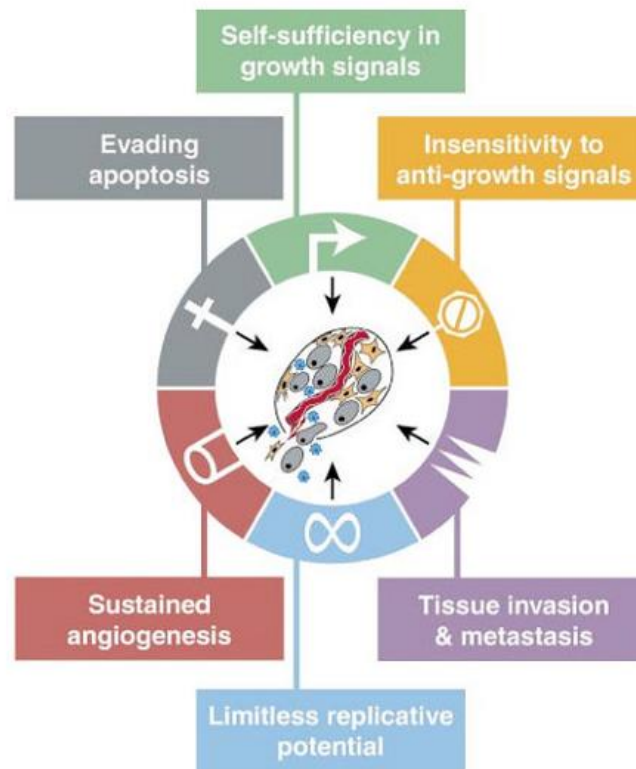 Self-sufficiency in
growth signals
Evading
apoptosis
Insensitivity to
anti-growth signals
Sustained
angiogenesis
Tissue invasion
& metastasis
Limitless replicative
potential